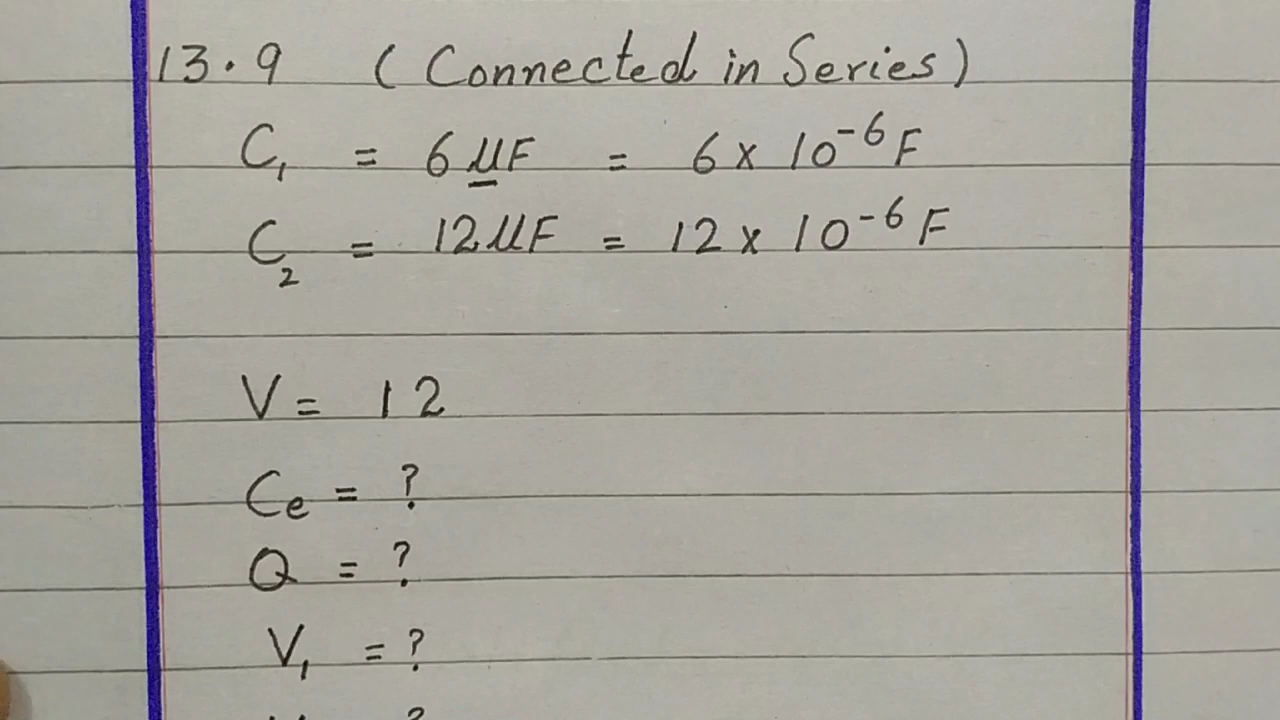 13.9 (Connected in Series)
C₁ = 6 μF = 6 x 10⁻⁶ F
C₂ = 12 μF = 12 x 10⁻⁶ F
V = 12
Cₑ = ?
Q = ?
V₁ = ?